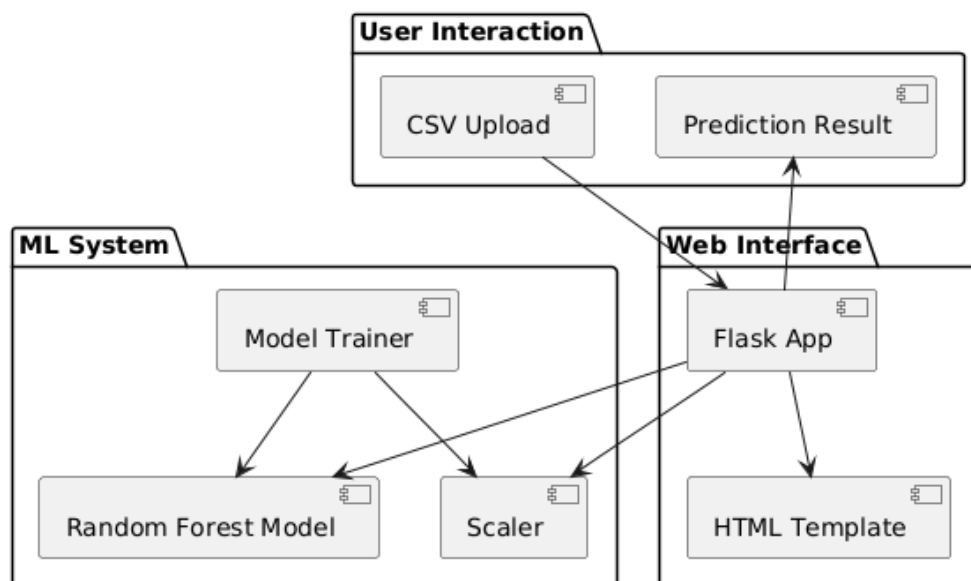 User Interaction
CSV Upload
Prediction Result
ML System
Web Interface
Model Trainer
Flask App
Random Forest Model
Scaler
HTML Template